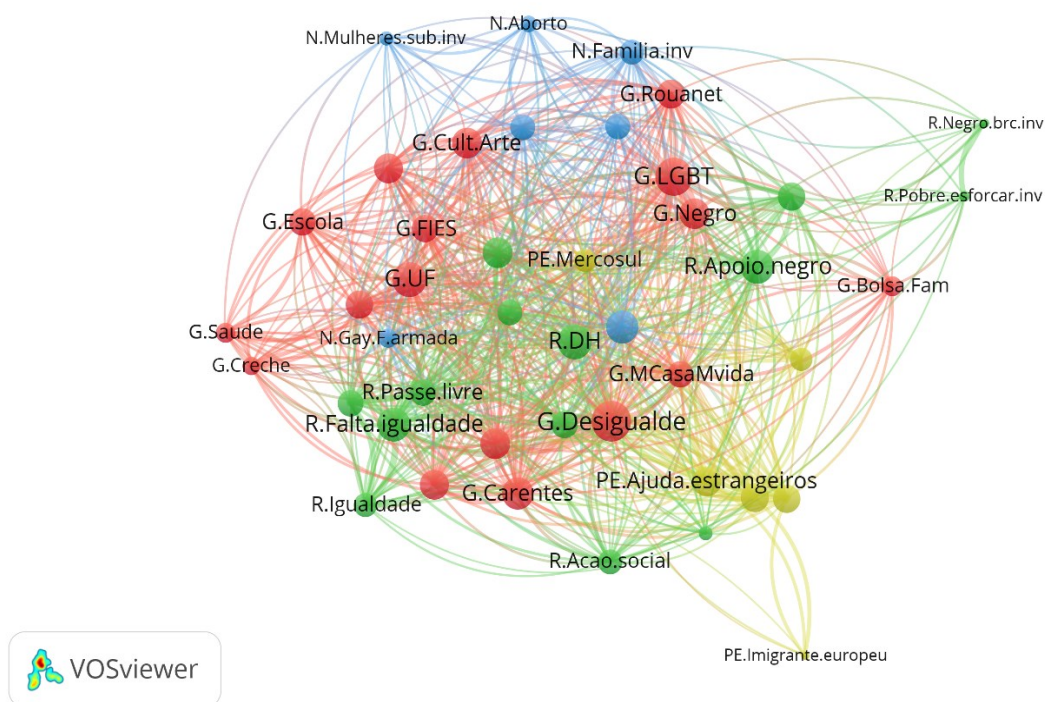 N.Aborto
N.Mulheres.sub.inv
N.Familia.inv
G.Rouanet
R.Negro.brc.inv
G.Cult.Arte
G.LGBT
R.Pobre.esforcar.inv
G.Escola
G.FIES
G.Negro
PE.Mercosul
R.Apoio.negro
G.UF
G.Bolsa.Fam
G.Saude
N.Gay.F.armada
R.DH
G.Creche
G.MCasaMvida
R.Passe.livre
R.Falta.igualdade
G.Desigualde
PE.Ajuda.estrangeiros
G.Carentes
R.Igualdade
R.Acao.social
PE.Imigrante.europeu
VOSviewer